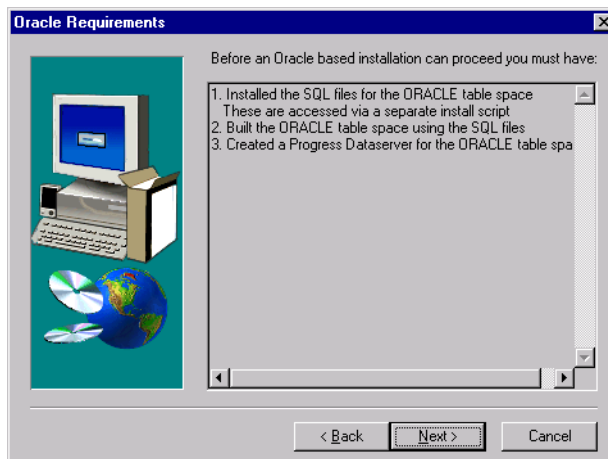 Oracle Requirements
Before an Oracle based installation can proceed you must have:
1. Installed the SQL files for the ORACLE table space
These are accessed via a separate install script
2. Built the ORACLE table space using the SQL files
3. Created a Progress Dataserver for the ORACLE table spa
< Back
Next >
Cancel